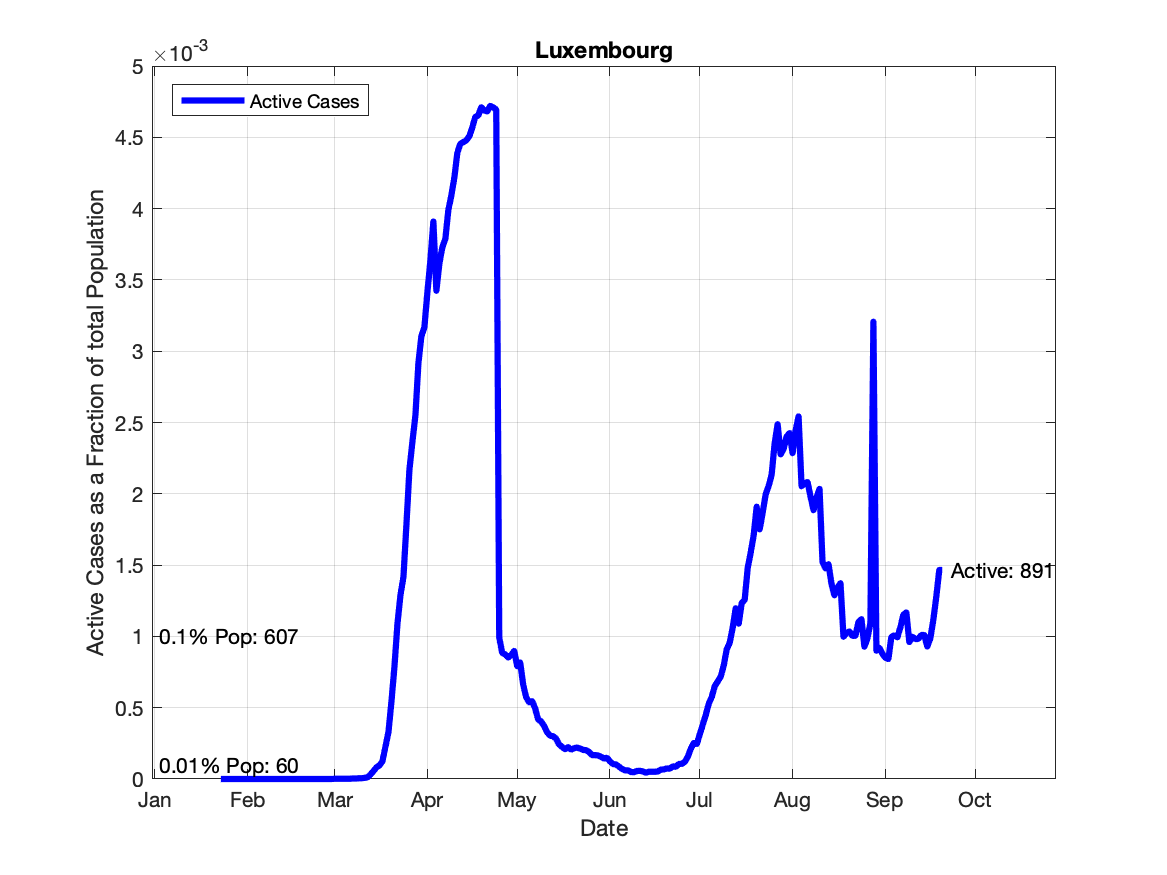 Luxembourg
×10-3
Active Cases
5
4.5
4
3.5
3
2.5
2
1.5
1
0.5
0
Active Cases as a Fraction of total Population
Active: 891
0.1% Pop: 607
0.01% Pop: 60
Jan Feb Mar Apr May Jun Jul Aug Sep Oct
Date